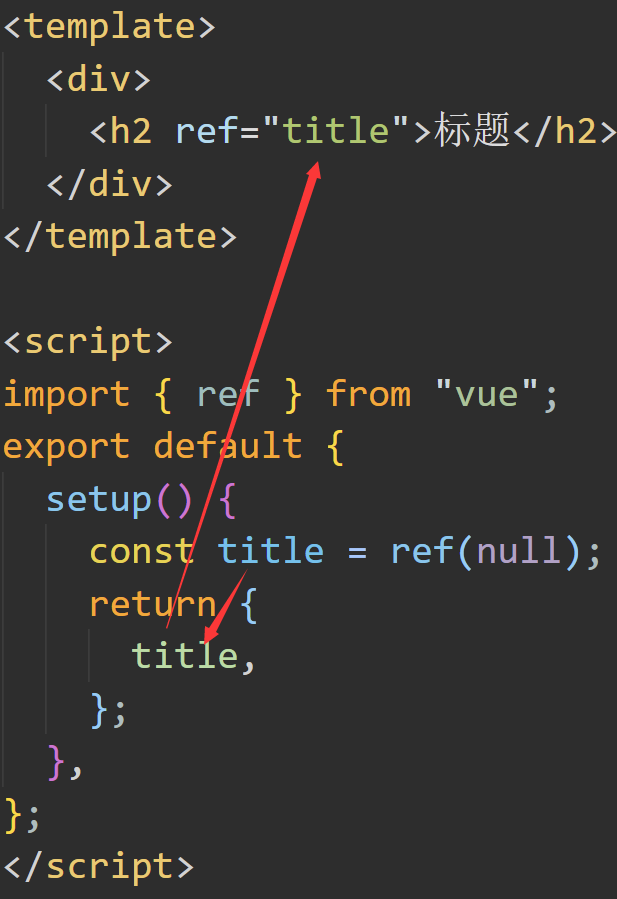 <template>
<div>
<h2 ref="title">标题</h2>
</div>
</template>
<script>
import { ref } from "vue";
export default {
setup() {
const title = ref(null);
return {
title,
};
},
};
</script>